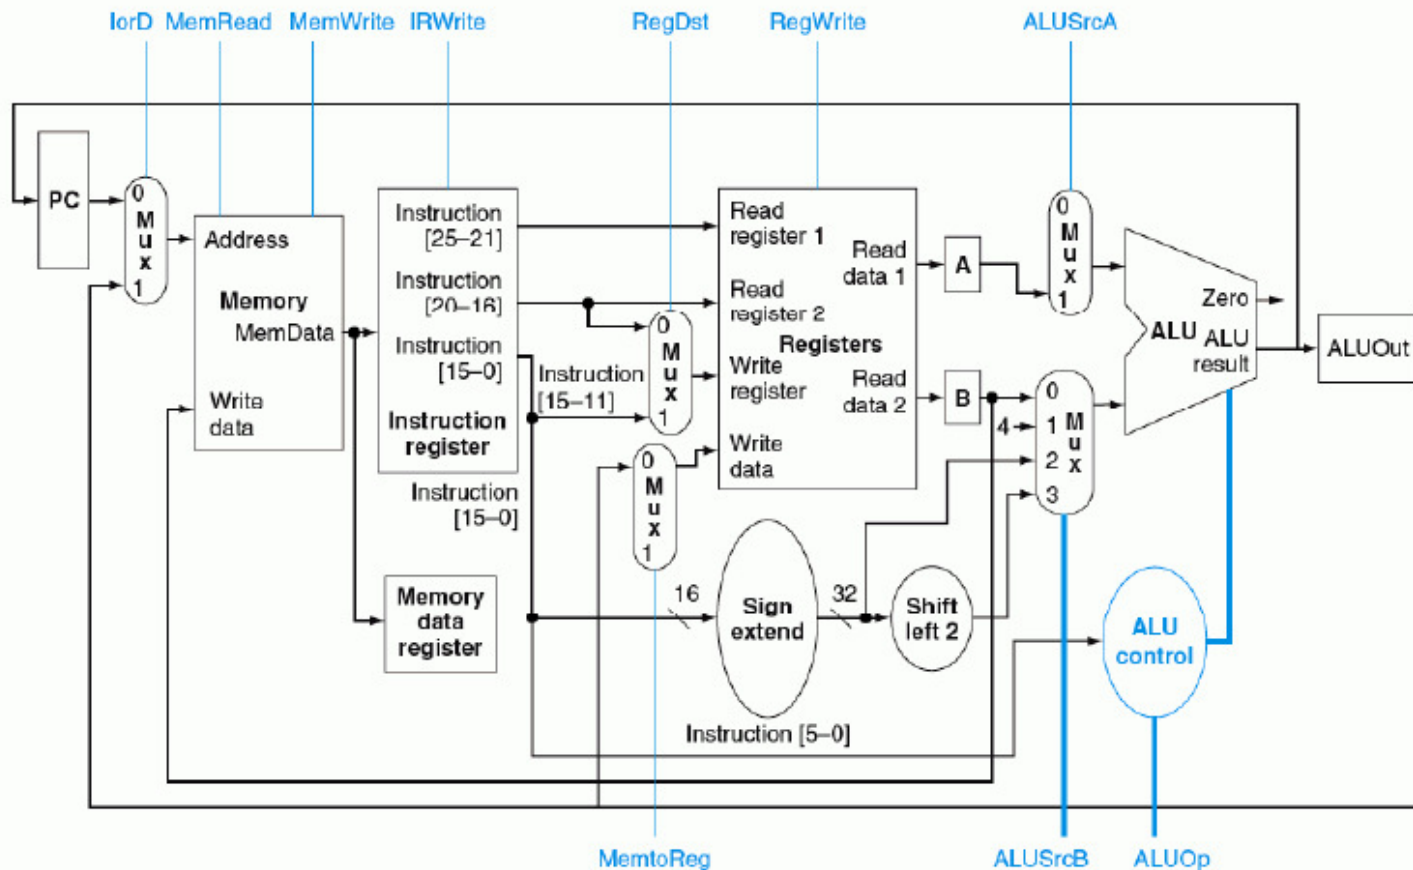 IorD MemRead MemWrite IRWrite RegDst RegWrite ALUSrcA
PC
0
M
u
x
1
Address
Memory
MemData
Write
data
Instruction
[25–21]
Instruction
[20–16]
Instruction
[15–0]
Instruction
register
Instruction
[15–0]
Instruction
[15–11]
Memory
data
register
0
M
u
x
1
0
M
u
x
1
Read
register 1
Read
register 2
Registers
Write
register
Write
data
Read
data 1
Read
data 2
A
B
0
M
u
x
1
4
0
1
2
3
M
u
x
Zero
ALU
ALU
result
ALUOut
16
Sign
extend
32
Shift
left 2
ALU
control
Instruction [5–0]
MemtoReg ALUSrcB ALUOp